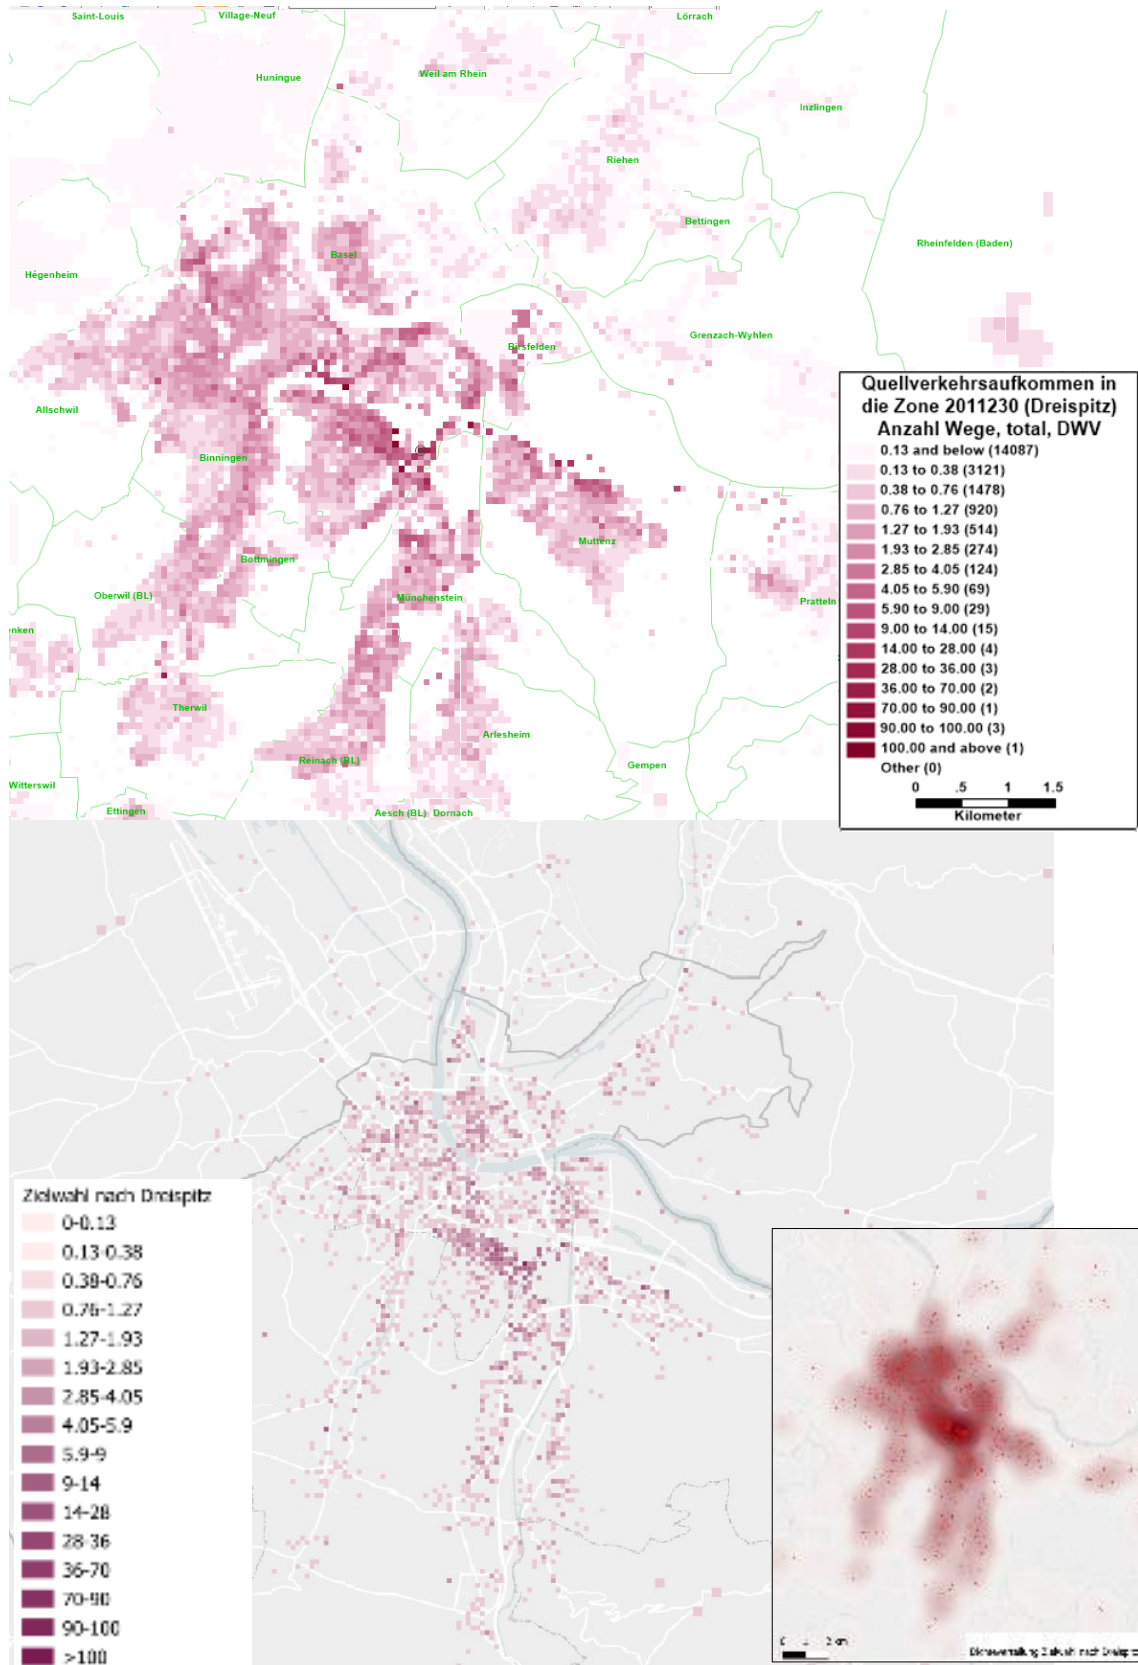 Saint-Louis
Village-Neuf
Lörrach
Huningue
Weil am Rhein
Inzlingen
Riehen
Bettingen
Rheinfelden (Baden)
Hégenheim
Basel
Birsfelden
Grenzach-Wyhlen
Allschwil
Binningen
Muttenz
Bottmingen
Oberwil (BL)
Münchenstein
Pratteln
enken
Therwil
Arlesheim
Reinach (BL)
Gempen
Witterswil
Ettingen
Aesch (BL)
Dornach
Quellverkehrsaufkommen in
die Zone 2011230 (Dreispitz)
Anzahl Wege, total, DWV
0.13 and below (14087)
0.13 to 0.38 (3121)
0.38 to 0.76 (1478)
0.76 to 1.27 (920)
1.27 to 1.93 (514)
1.93 to 2.85 (274)
2.85 to 4.05 (124)
4.05 to 5.90 (69)
5.90 to 9.00 (29)
9.00 to 14.00 (15)
14.00 to 28.00 (4)
28.00 to 36.00 (3)
36.00 to 70.00 (2)
70.00 to 90.00 (1)
90.00 to 100.00 (3)
100.00 and above (1)
Other (0)
0 .5 1 1.5
Kilometer
Zielwahl nach Dreispitz
0-0.13
0.13-0.38
0.38-0.76
0.76-1.27
1.27-1.93
1.93-2.85
2.85-4.05
4.05-5.9
5.9-9
9-14
14-28
28-36
36-70
70-90
90-100
>100
0 1 2 km
Dichteverteilung Zielwahl nach Dreispitz